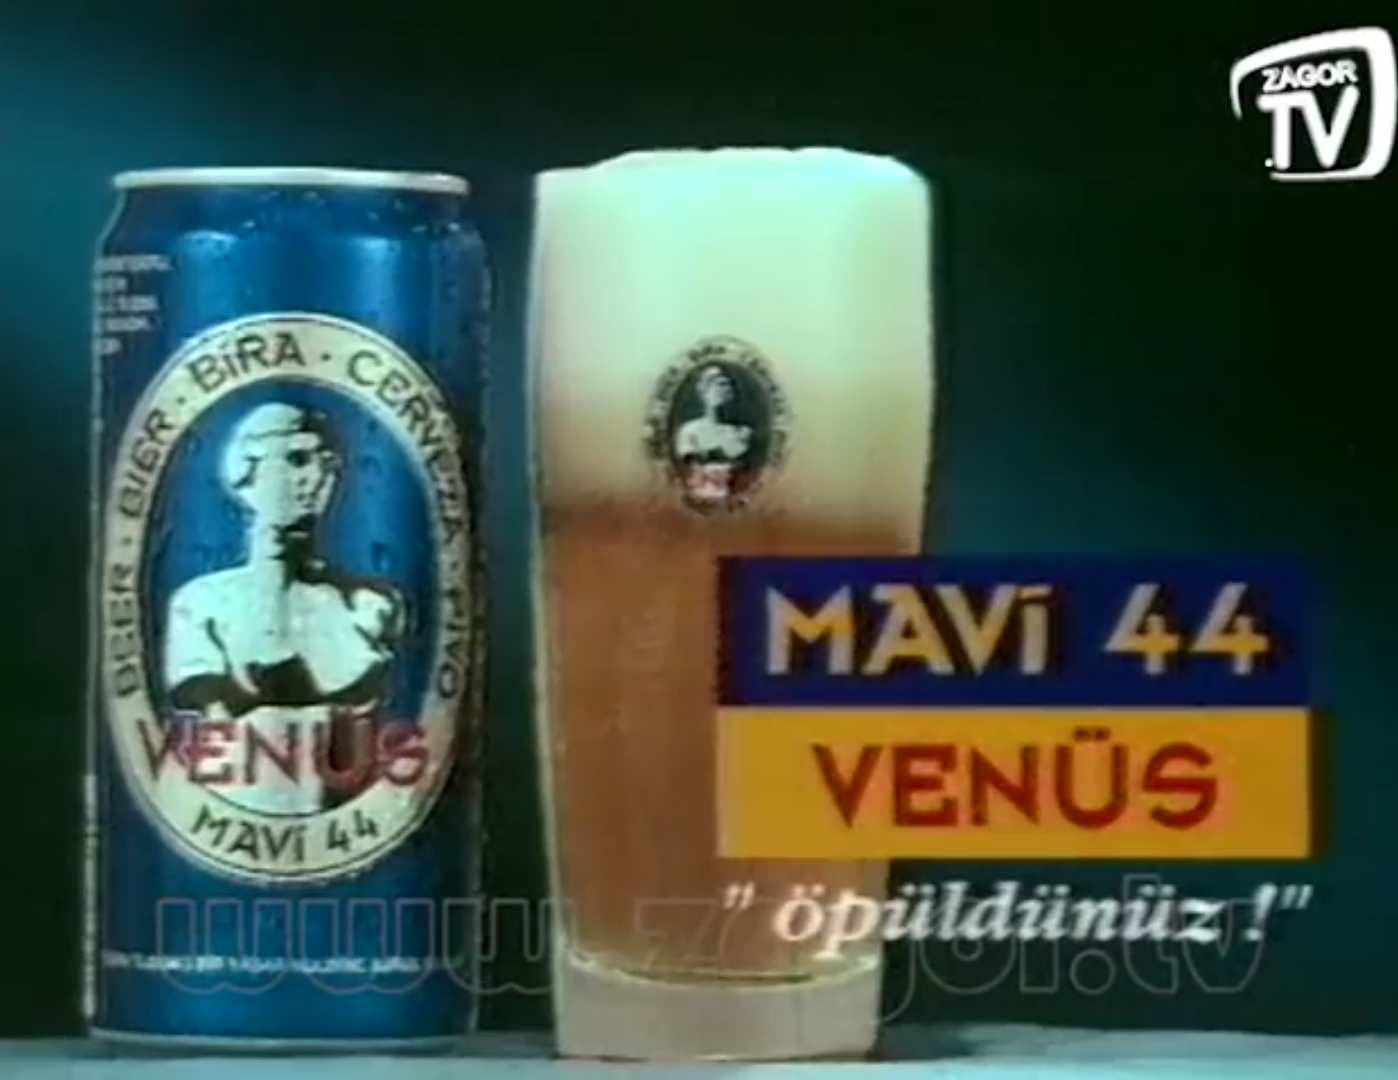 ZAGOR
TV
BEER · BIER · BİRA · CERVEZA · PIVO
VENÜS
MAVİ 44
MAVİ 44
VENÜS
" öpüldünüz !"
www.zagor.tv